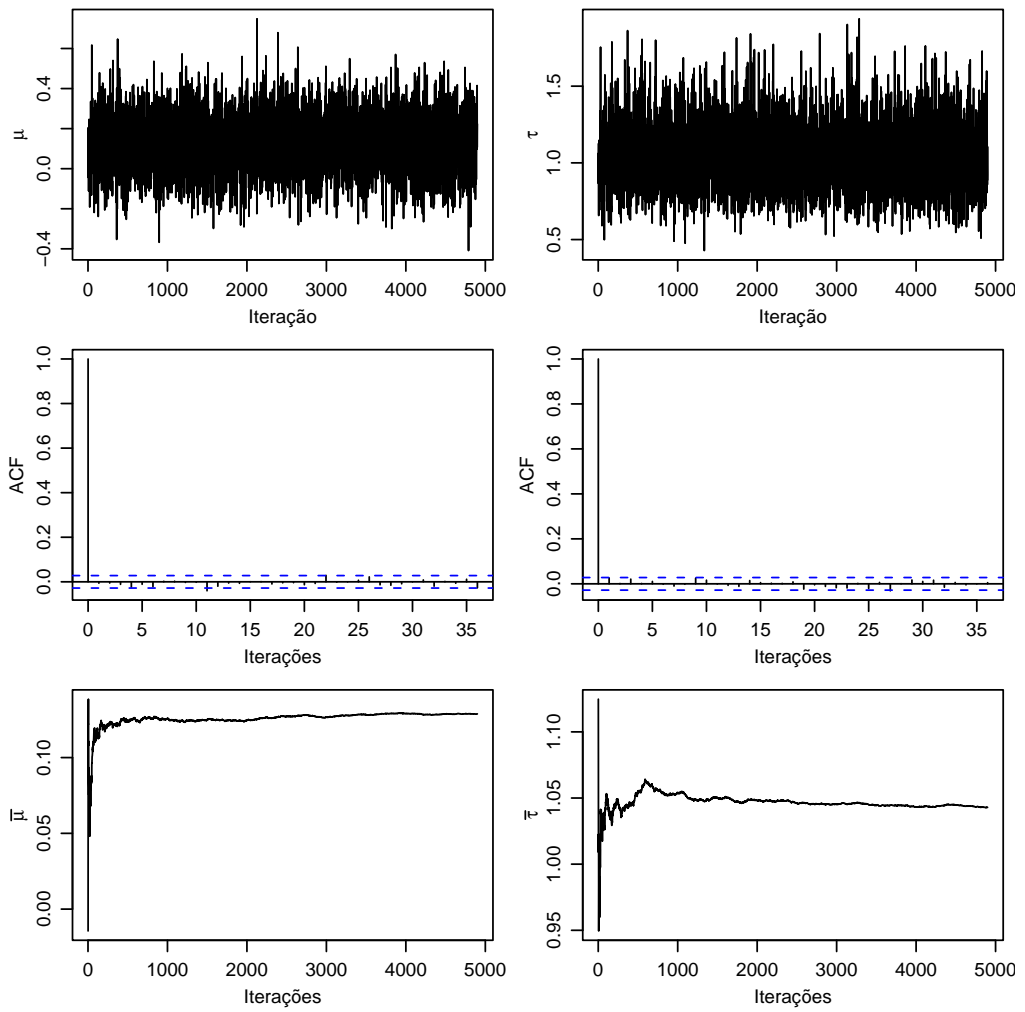 −0.4 0.0 0.4
μ
0 1000 2000 3000 4000 5000
Iteração
0.5 1.0 1.5
τ
0 1000 2000 3000 4000 5000
Iteração
0.0 0.2 0.4 0.6 0.8 1.0
ACF
0 5 10 15 20 25 30 35
Iterações
0.0 0.2 0.4 0.6 0.8 1.0
ACF
0 5 10 15 20 25 30 35
Iterações
0.00 0.05 0.10
μ̅
0 1000 2000 3000 4000 5000
Iterações
0.95 1.00 1.05 1.10
τ̅
0 1000 2000 3000 4000 5000
Iterações